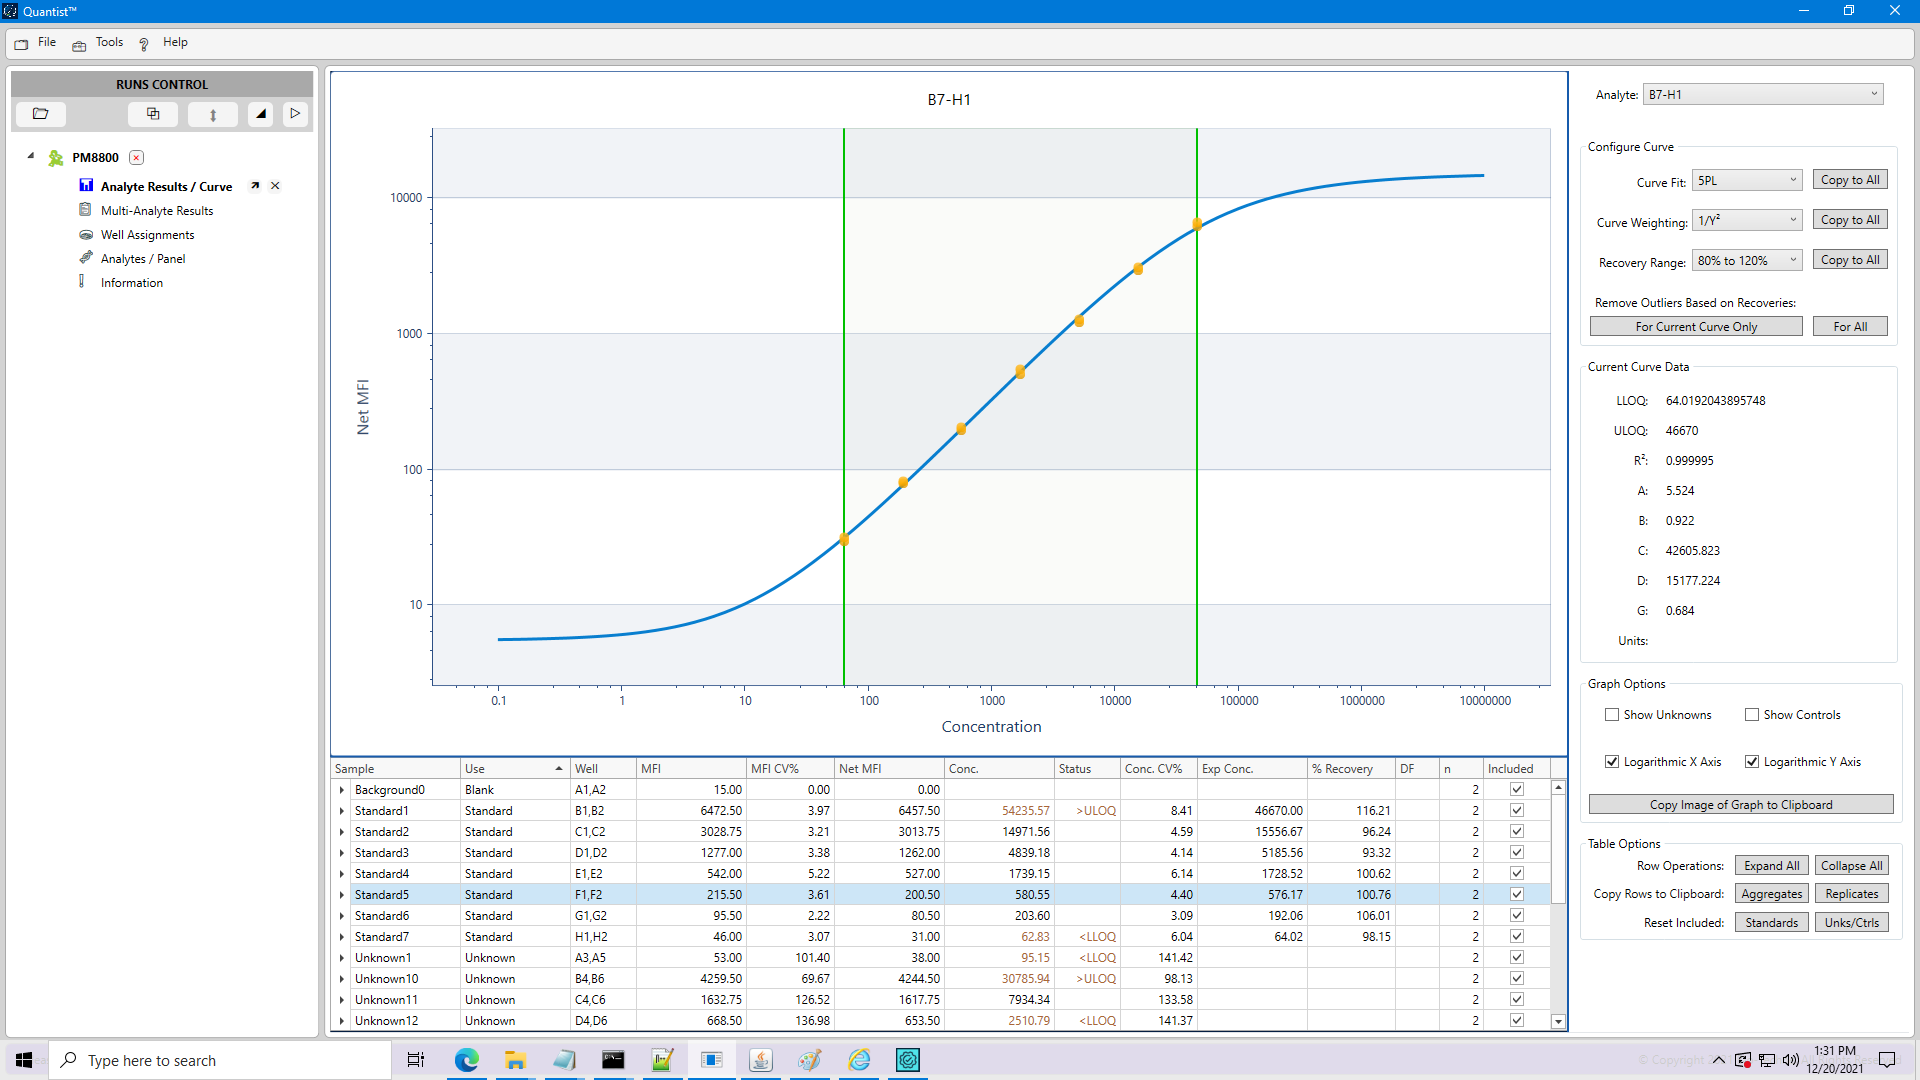 Quantist™
File Tools ? Help
RUNS CONTROL
PM8800
Analyte Results / Curve
Multi-Analyte Results
Well Assignments
Analytes / Panel
Information
B7-H1
Net MFI
10000
1000
100
10
0.1 1 10 100 1000 10000 100000 1000000 10000000
Concentration
Sample Use Well MFI MFI CV% Net MFI Conc. Status Conc. CV% Exp Conc. % Recovery DF n Included
Background0 Blank A1,A2 15.00 0.00 0.00 2
Standard1 Standard B1,B2 6472.50 3.97 6457.50 54235.57 >ULOQ 8.41 46670.00 116.21 2
Standard2 Standard C1,C2 3028.75 3.21 3013.75 14971.56 4.59 15556.67 96.24 2
Standard3 Standard D1,D2 1277.00 3.38 1262.00 4839.18 4.14 5185.56 93.32 2
Standard4 Standard E1,E2 542.00 5.22 527.00 1739.15 6.14 1728.52 100.62 2
Standard5 Standard F1,F2 215.50 3.61 200.50 580.55 4.40 576.17 100.76 2
Standard6 Standard G1,G2 95.50 2.22 80.50 203.60 3.09 192.06 106.01 2
Standard7 Standard H1,H2 46.00 3.07 31.00 62.83 <LLOQ 6.04 64.02 98.15 2
Unknown1 Unknown A3,A5 53.00 101.40 38.00 95.15 <LLOQ 141.42 2
Unknown10 Unknown B4,B6 4259.50 69.67 4244.50 30785.94 >ULOQ 98.13 2
Unknown11 Unknown C4,C6 1632.75 126.52 1617.75 7934.34 133.58 2
Unknown12 Unknown D4,D6 668.50 136.98 653.50 2510.79 <LLOQ 141.37 2
Analyte: B7-H1
Configure Curve
Curve Fit: 5PL Copy to All
Curve Weighting: 1/Y² Copy to All
Recovery Range: 80% to 120% Copy to All
Remove Outliers Based on Recoveries:
For Current Curve Only For All
Current Curve Data
LLOQ: 64.0192043895748
ULOQ: 46670
R²: 0.999995
A: 5.524
B: 0.922
C: 42605.823
D: 15177.224
G: 0.684
Units:
Graph Options
Show Unknowns Show Controls
Logarithmic X Axis Logarithmic Y Axis
Copy Image of Graph to Clipboard
Table Options
Row Operations: Expand All Collapse All
Copy Rows to Clipboard: Aggregates Replicates
Reset Included: Standards Unks/Ctrls
Type here to search
1:31 PM
12/20/2021